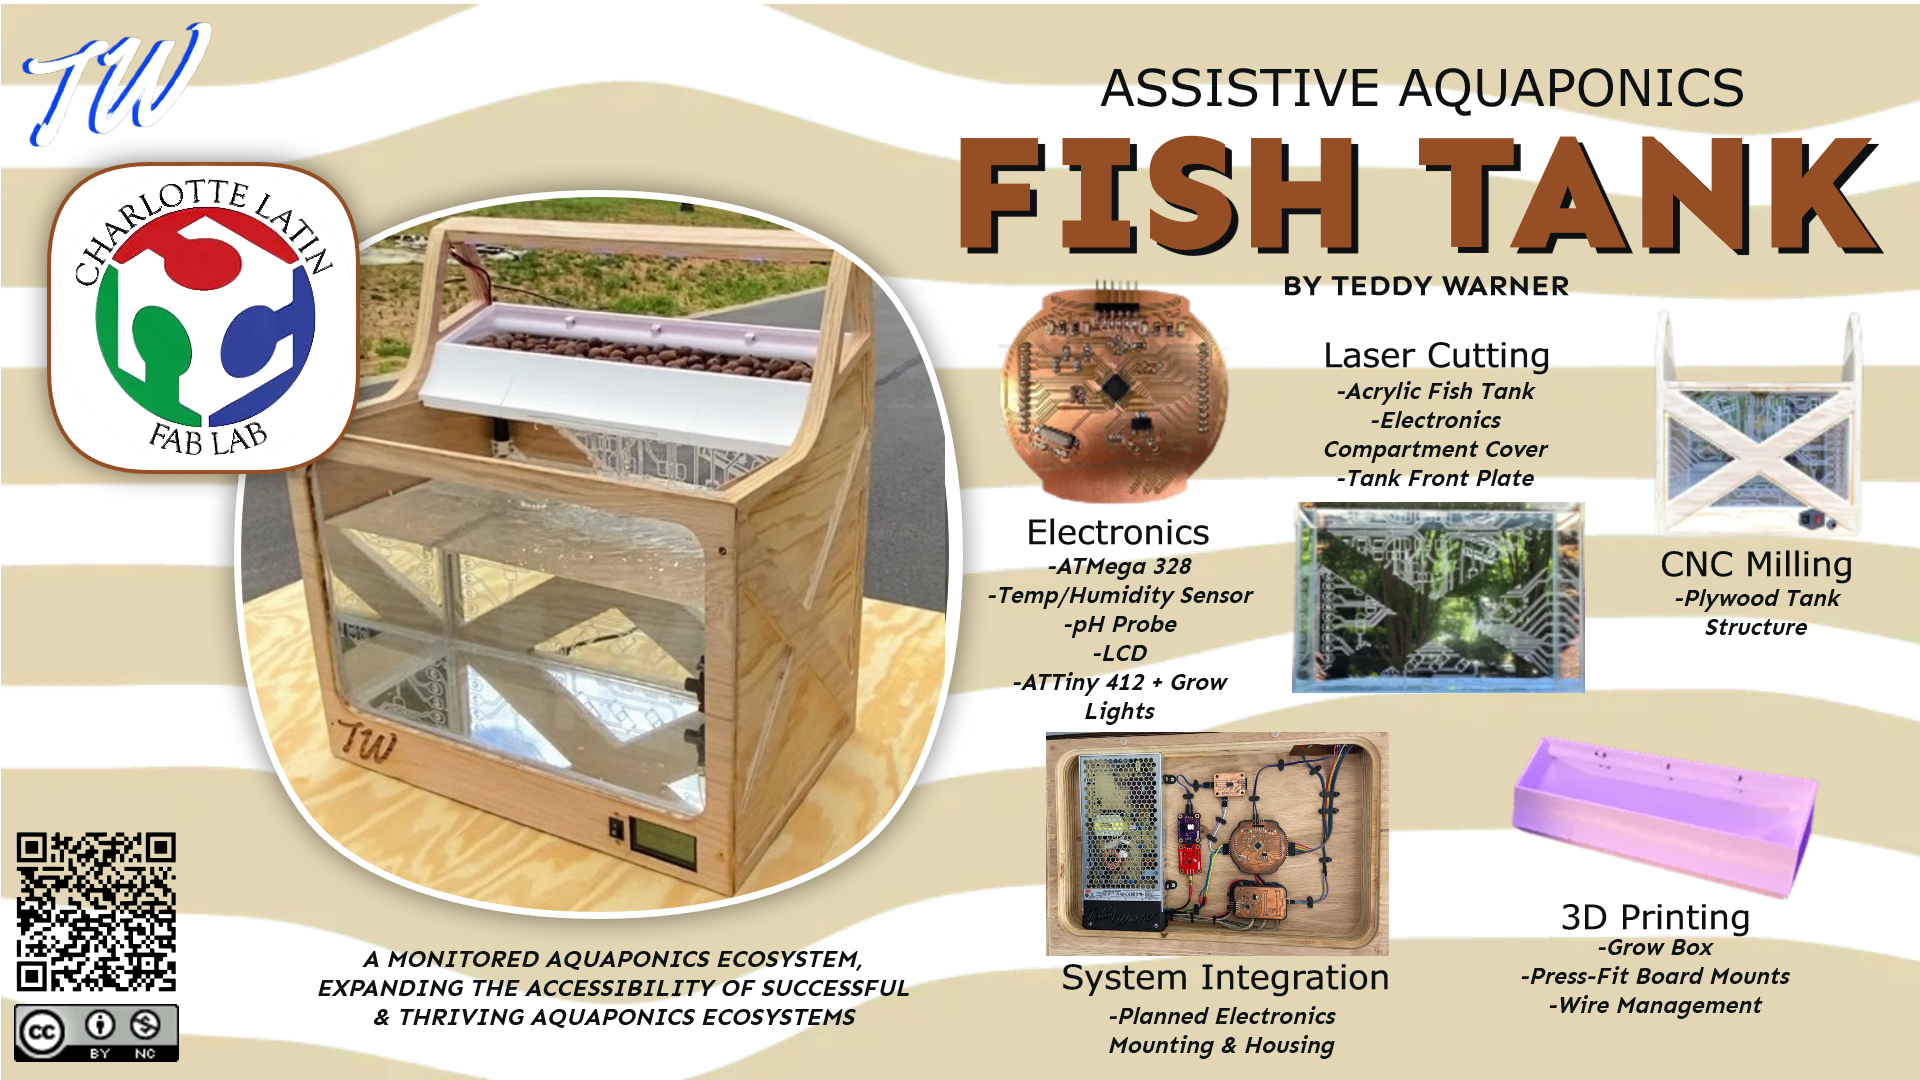 TW
CHARLOTTE LATIN
FAB LAB
TW
A MONITORED AQUAPONICS ECOSYSTEM,
EXPANDING THE ACCESSIBILITY OF SUCCESSFUL
& THRIVING AQUAPONICS ECOSYSTEMS
cc
BY NC
ASSISTIVE AQUAPONICS
FISH TANK
BY TEDDY WARNER
Electronics
-ATMega 328
-Temp/Humidity Sensor
-pH Probe
-LCD
-ATTiny 412 + Grow
Lights
Laser Cutting
-Acrylic Fish Tank
-Electronics
Compartment Cover
-Tank Front Plate
CNC Milling
-Plywood Tank
Structure
System Integration
-Planned Electronics
Mounting & Housing
3D Printing
-Grow Box
-Press-Fit Board Mounts
-Wire Management